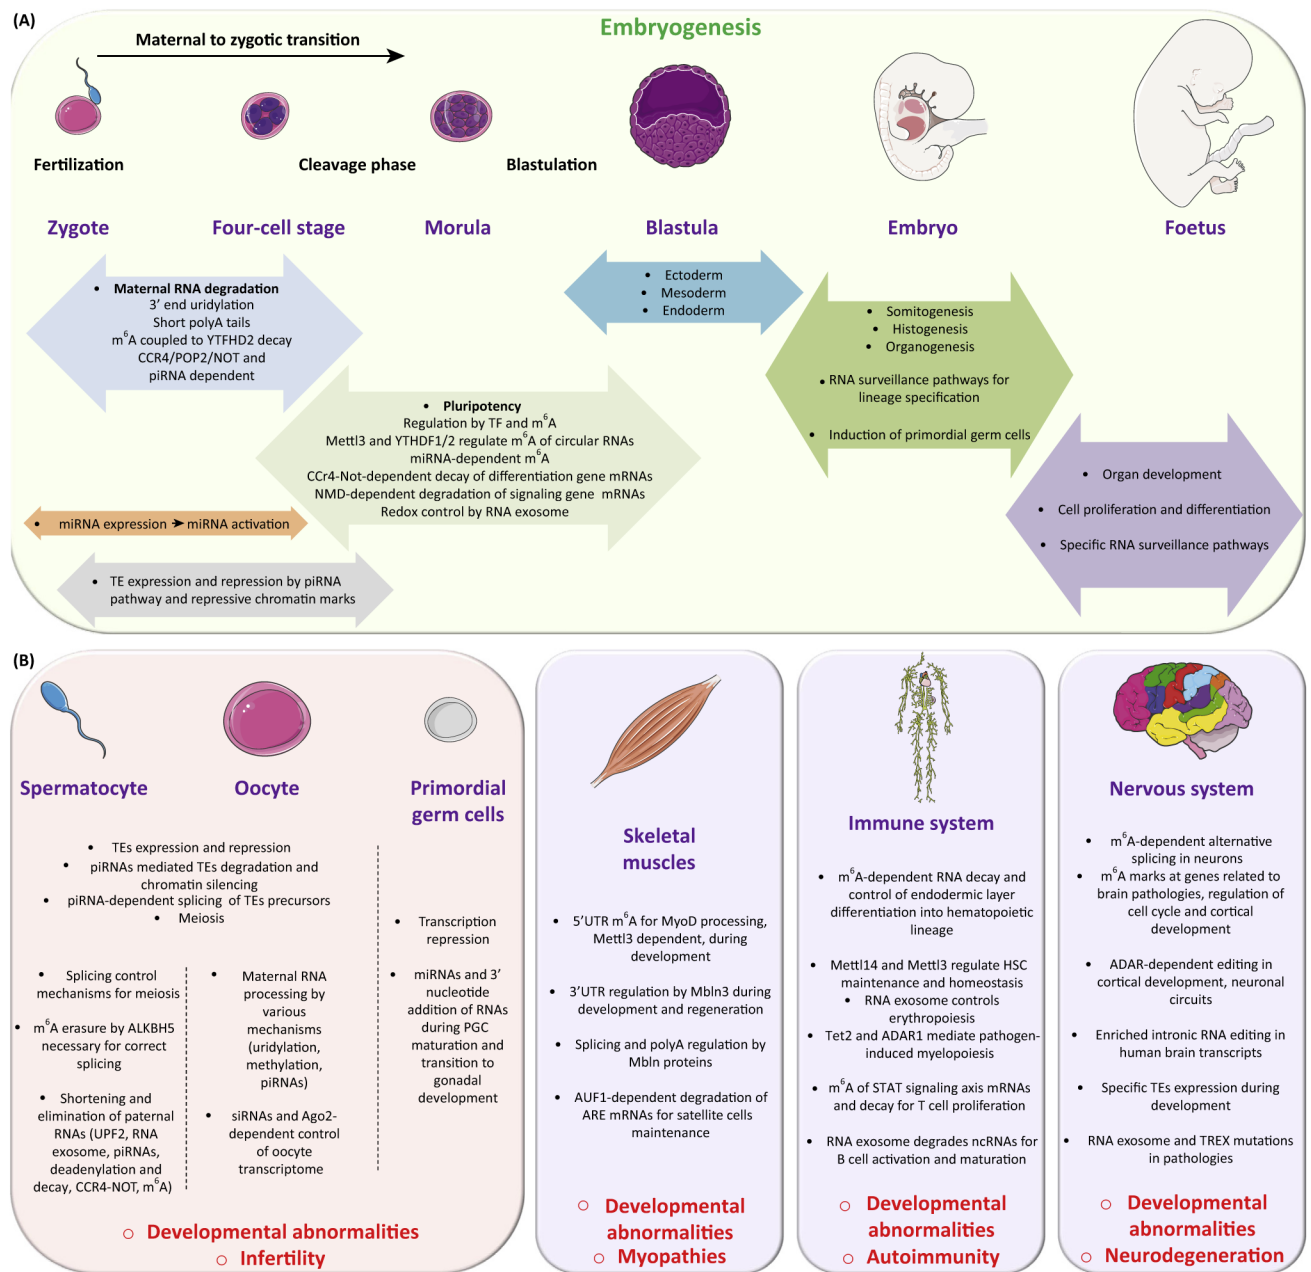 (A)
Embryogenesis
Maternal to zygotic transition
Fertilization
Cleavage phase
Blastulation
Zygote
Four-cell stage
Morula
Blastula
Embryo
Foetus
• Maternal RNA degradation
3’ end uridylation
Short polyA tails
m⁶A coupled to YTFHD2 decay
CCR4/POP2/NOT and
piRNA dependent
• Ectoderm
• Mesoderm
• Endoderm
• Somitogenesis
• Histogenesis
• Organogenesis
• RNA surveillance pathways for
lineage specification
• Induction of primordial germ cells
• Pluripotency
Regulation by TF and m⁶A
Mettl3 and YTHDF1/2 regulate m⁶A of circular RNAs
miRNA-dependent m⁶A
CCr4-Not-dependent decay of differentiation gene mRNAs
NMD-dependent degradation of signaling gene mRNAs
Redox control by RNA exosome
• Organ development
• Cell proliferation and differentiation
• Specific RNA surveillance pathways
• miRNA expression ➤ miRNA activation
• TE expression and repression by piRNA
pathway and repressive chromatin marks
(B)
Spermatocyte
Oocyte
Primordial
germ cells
• TEs expression and repression
• piRNAs mediated TEs degradation and
chromatin silencing
• piRNA-dependent splicing of TEs precursors
• Meiosis
• Splicing control
mechanisms for meiosis
• m⁶A erasure by ALKBH5
necessary for correct
splicing
• Shortening and
elimination of paternal
RNAs (UPF2, RNA
exosome, piRNAs,
deadenylation and
decay, CCR4-NOT, m⁶A)
• Maternal RNA
processing by
various
mechanisms
(uridylation,
methylation,
piRNAs)
• siRNAs and Ago2-
dependent control
of oocyte
transcriptome
• Transcription
repression
• miRNAs and 3’
nucleotide
addition of RNAs
during PGC
maturation and
transition to
gonadal
development
○ Developmental abnormalities
○ Infertility
Skeletal
muscles
• 5’UTR m⁶A for MyoD processing,
Mettl3 dependent, during
development
• 3’UTR regulation by Mbln3 during
development and regeneration
• Splicing and polyA regulation by
Mbln proteins
• AUF1-dependent degradation of
ARE mRNAs for satellite cells
maintenance
○ Developmental
abnormalities
○ Myopathies
Immune system
• m⁶A-dependent RNA decay and
control of endodermic layer
differentiation into hematopoietic
lineage
• Mettl14 and Mettl3 regulate HSC
maintenance and homeostasis
• RNA exosome controls
erythropoiesis
• Tet2 and ADAR1 mediate pathogen-
induced myelopoiesis
• m⁶A of STAT signaling axis mRNAs
and decay for T cell proliferation
• RNA exosome degrades ncRNAs for
B cell activation and maturation
○ Developmental
abnormalities
○ Autoimmunity
Nervous system
• m⁶A-dependent alternative
splicing in neurons
• m⁶A marks at genes related to
brain pathologies, regulation of
cell cycle and cortical
development
• ADAR-dependent editing in
cortical development, neuronal
circuits
• Enriched intronic RNA editing in
human brain transcripts
• Specific TEs expression during
development
• RNA exosome and TREX mutations
in pathologies
○ Developmental
abnormalities
○ Neurodegeneration